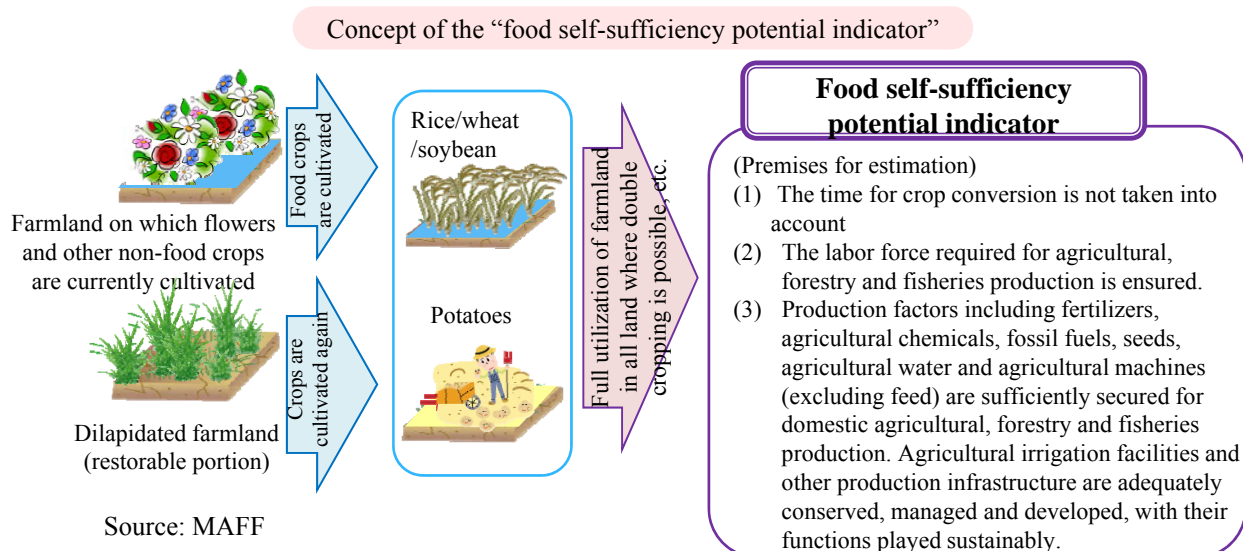 Concept of the “food self-sufficiency potential indicator”
Farmland on which flowers
and other non-food crops
are currently cultivated
Food crops
are cultivated
Dilapidated farmland
(restorable portion)
Crops are
cultivated again
Rice/wheat
/soybean
Potatoes
Full utilization of farmland
in all land where double
cropping is possible, etc.
Food self-sufficiency
potential indicator
(Premises for estimation)
(1) The time for crop conversion is not taken into
account
(2) The labor force required for agricultural,
forestry and fisheries production is ensured.
(3) Production factors including fertilizers,
agricultural chemicals, fossil fuels, seeds,
agricultural water and agricultural machines
(excluding feed) are sufficiently secured for
domestic agricultural, forestry and fisheries
production. Agricultural irrigation facilities and
other production infrastructure are adequately
conserved, managed and developed, with their
functions played sustainably.
Source: MAFF